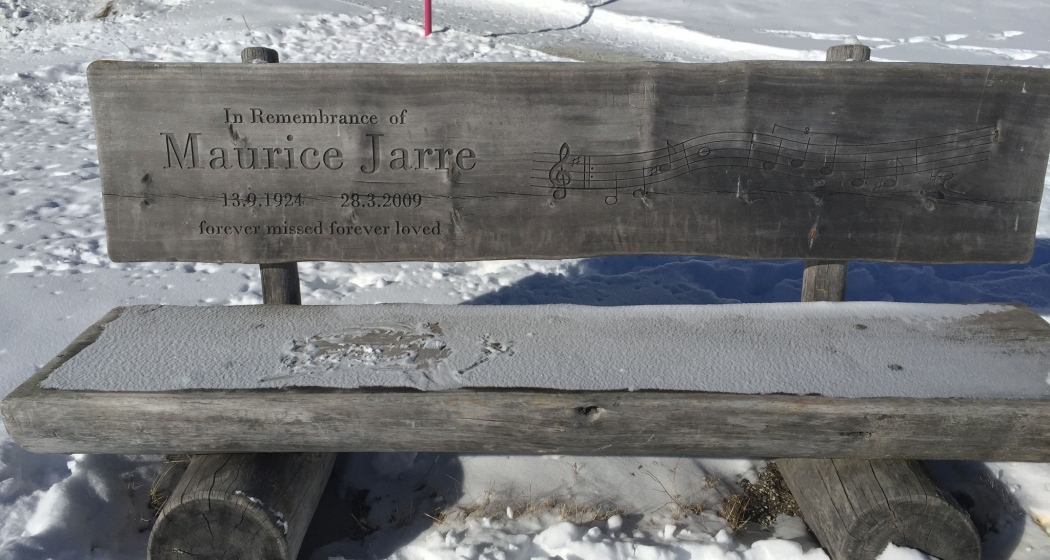 In Remembrance of
Maurice Jarre
13.9.1924 28.3.2009
forever missed forever loved